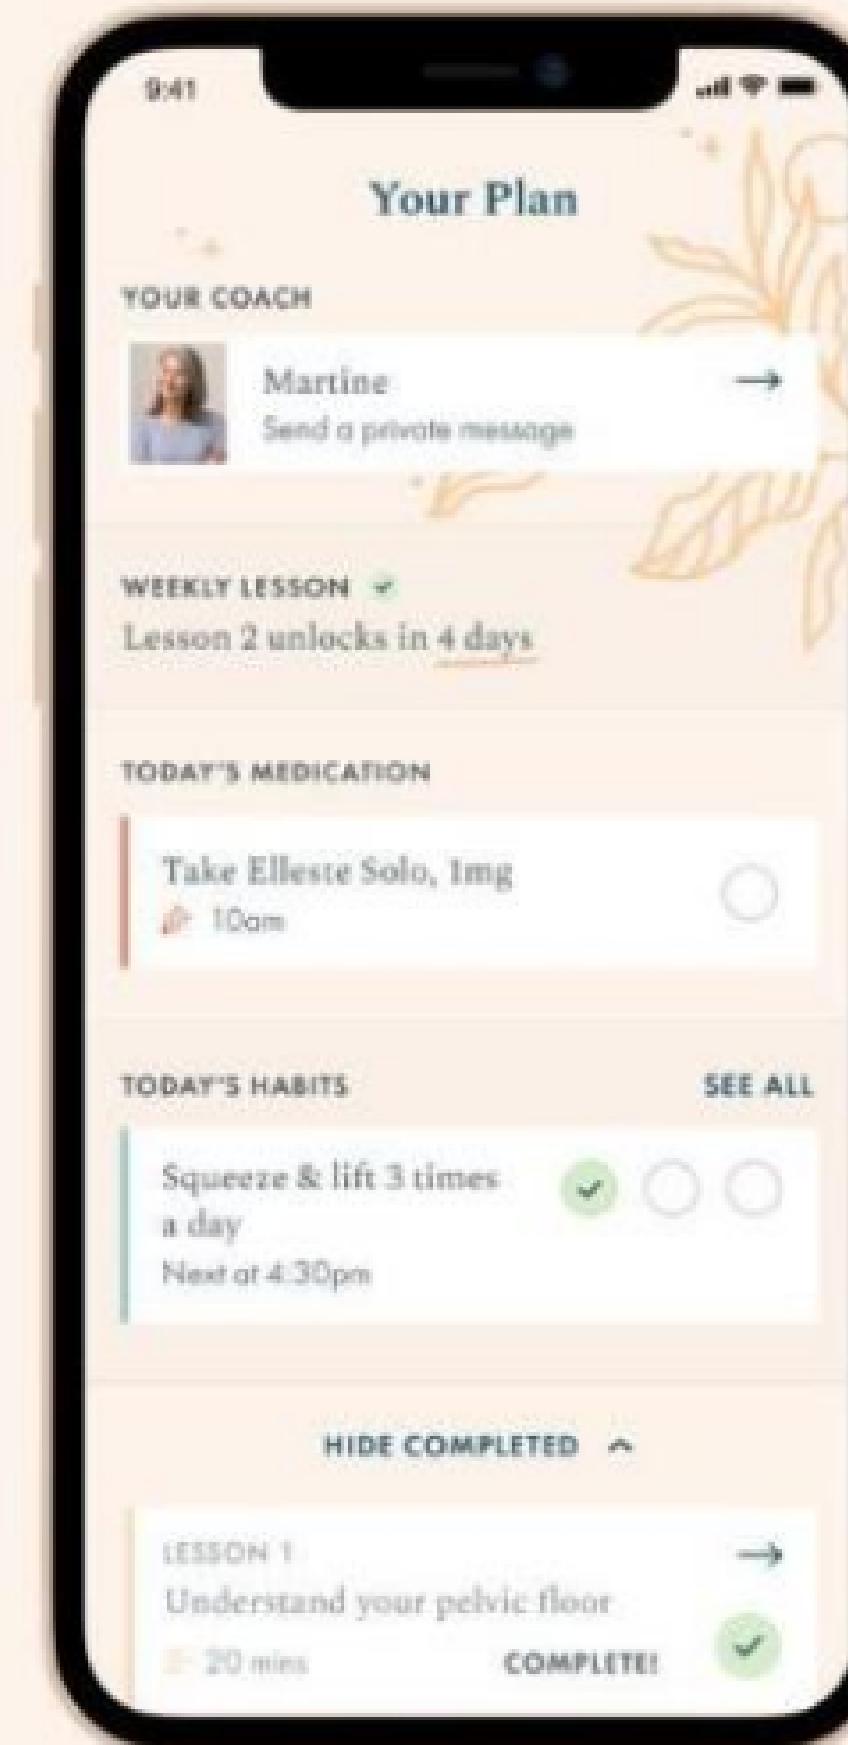 9:41
Your Plan
YOUR COACH
Martine
Send a private message
WEEKLY LESSON
Lesson 2 unlocks in 4 days
TODAY'S MEDICATION
Take Elleste Solo, 1mg
10am
TODAY'S HABITS
SEE ALL
Squeeze & lift 3 times
a day
Next at 4:30pm
HIDE COMPLETED
LESSON 1
Understand your pelvic floor
20 mins
COMPLETE!